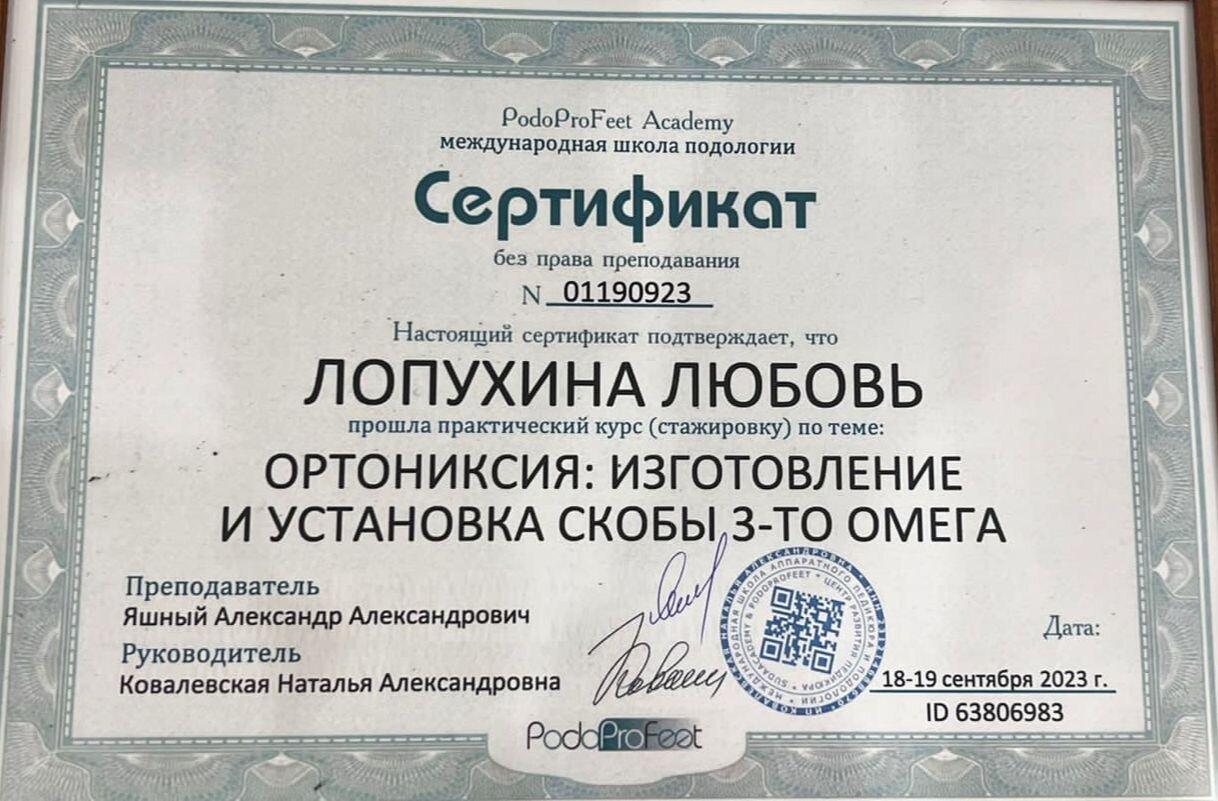 PodoProFeet Academy
международная школа подологии
Сертификат
без права преподавания
N 01190923
Настоящий сертификат подтверждает, что
ЛОПУХИНА ЛЮБОВЬ
прошла практический курс (стажировку) по теме:
ОРТОНИКСИЯ: ИЗГОТОВЛЕНИЕ
И УСТАНОВКА СКОБЫ 3-ТО ОМЕГА
Преподаватель
Яшный Александр Александрович
Руководитель
Ковалевская Наталья Александровна
Дата:
18-19 сентября 2023 г.
ID 63806983
PodoProFeet